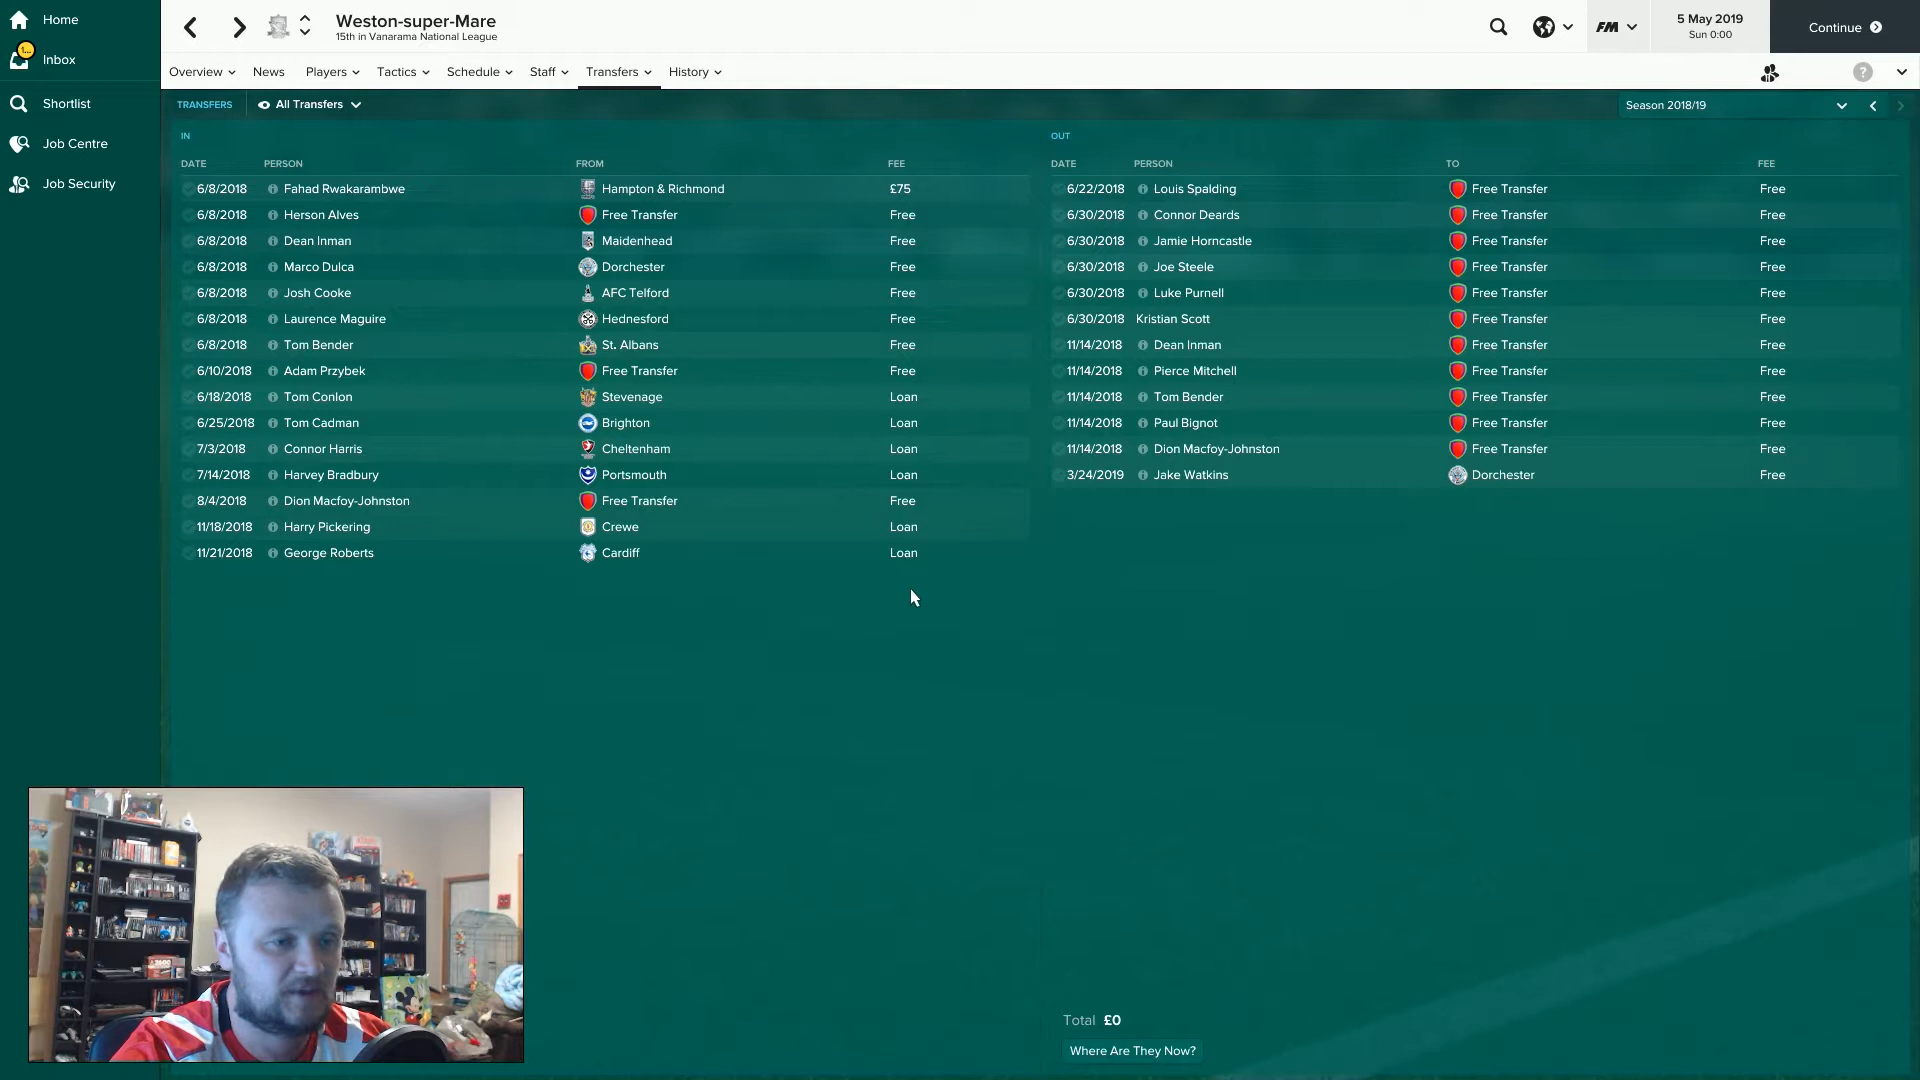 Home
Inbox
Shortlist
Job Centre
Job Security
Weston-super-Mare
15th in Vanarama National League
FM
5 May 2019
Sun 0:00
Continue
Overview News Players Tactics Schedule Staff Transfers History
?
TRANSFERS All Transfers
Season 2018/19
IN
DATE PERSON FROM FEE
6/8/2018 Fahad Rwakarambwe Hampton & Richmond £75
6/8/2018 Herson Alves Free Transfer Free
6/8/2018 Dean Inman Maidenhead Free
6/8/2018 Marco Dulca Dorchester Free
6/8/2018 Josh Cooke AFC Telford Free
6/8/2018 Laurence Maguire Hednesford Free
6/8/2018 Tom Bender St. Albans Free
6/10/2018 Adam Przybek Free Transfer Free
6/18/2018 Tom Conlon Stevenage Loan
6/25/2018 Tom Cadman Brighton Loan
7/3/2018 Connor Harris Cheltenham Loan
7/14/2018 Harvey Bradbury Portsmouth Loan
8/4/2018 Dion Macfoy-Johnston Free Transfer Free
11/18/2018 Harry Pickering Crewe Loan
11/21/2018 George Roberts Cardiff Loan
OUT
DATE PERSON TO FEE
6/22/2018 Louis Spalding Free Transfer Free
6/30/2018 Connor Deards Free Transfer Free
6/30/2018 Jamie Horncastle Free Transfer Free
6/30/2018 Joe Steele Free Transfer Free
6/30/2018 Luke Purnell Free Transfer Free
6/30/2018 Kristian Scott Free Transfer Free
11/14/2018 Dean Inman Free Transfer Free
11/14/2018 Pierce Mitchell Free Transfer Free
11/14/2018 Tom Bender Free Transfer Free
11/14/2018 Paul Bignot Free Transfer Free
11/14/2018 Dion Macfoy-Johnston Free Transfer Free
3/24/2019 Jake Watkins Dorchester Free
Total £0
Where Are They Now?